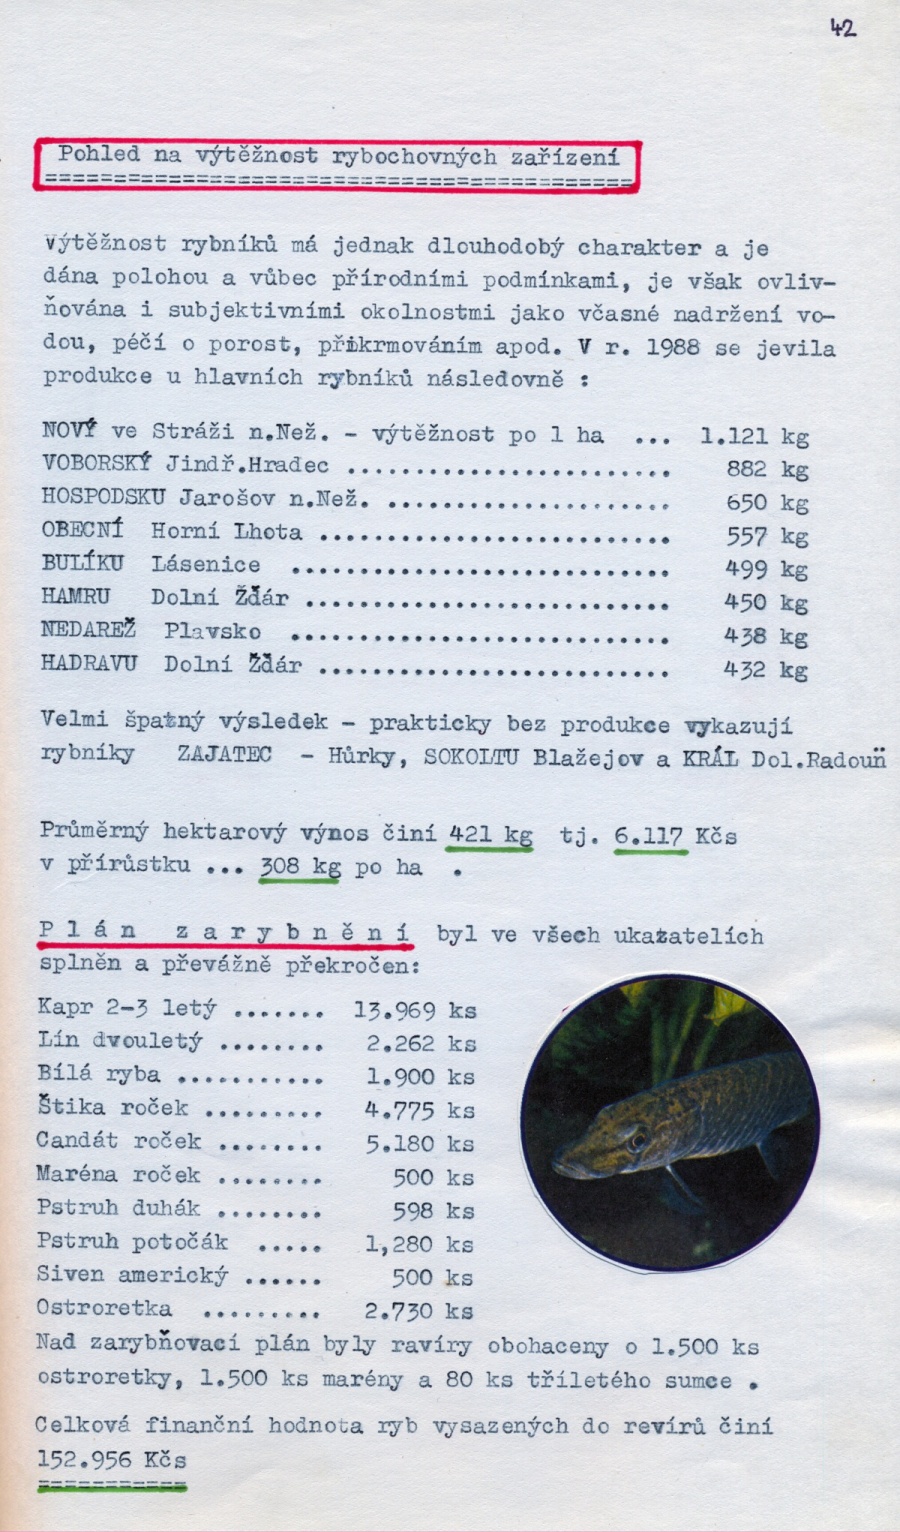 42
Pohled na výtěžnost rybochovných zařízení
===========================================
Výtěžnost rybníků má jednak dlouhodobý charakter a je
dána polohou a vůbec přírodními podmínkami, je však ovliv-
ňována i subjektivními okolnostmi jako včasné nadržení vo-
dou, péčí o porost, přikrmováním apod. V r. 1988 se jevila
produkce u hlavních rybníků následovně :
NOVÝ ve Stráži n.Než. - výtěžnost po 1 ha ... 1.121 kg
VOBORSKÝ Jindř.Hradec ........................ 882 kg
HOSPODSKU Jarošov n.Než. ..................... 650 kg
OBECNÍ Horní Lhota .......................... 557 kg
BULÍKU Lásenice ............................ 499 kg
HAMRU Dolní Žďár ........................... 450 kg
NEDAREŽ Plavsko ............................ 438 kg
HADRAVU Dolní Žďár .......................... 432 kg
Velmi špatný výsledek - prakticky bez produkce vykazují
rybníky ZAJATEC - Hůrky, SOKOLTU Blažejov a KRÁL Dol.Radouň
Průměrný hektarový výnos činí 421 kg tj. 6.117 Kčs
v přírůstku ... 308 kg po ha .
P l á n z a r y b n ě n í byl ve všech ukazatelích
splněn a převážně překročen:
Kapr 2-3 letý ....... 13.969 ks
Lín dvouletý ........ 2.262 ks
Bílá ryba ........... 1.900 ks
Štika roček ......... 4.775 ks
Candát roček ........ 5.180 ks
Maréna roček ........ 500 ks
Pstruh duhák ........ 598 ks
Pstruh potočák ..... 1,280 ks
Siven americký ...... 500 ks
Ostroretka ......... 2.730 ks
Nad zarybňovací plán byly ravíry obohaceny o 1.500 ks
ostroretky, 1.500 ks marény a 80 ks tříletého sumce .
Celková finanční hodnota ryb vysazených do revírů činí
152.956 Kčs
===========